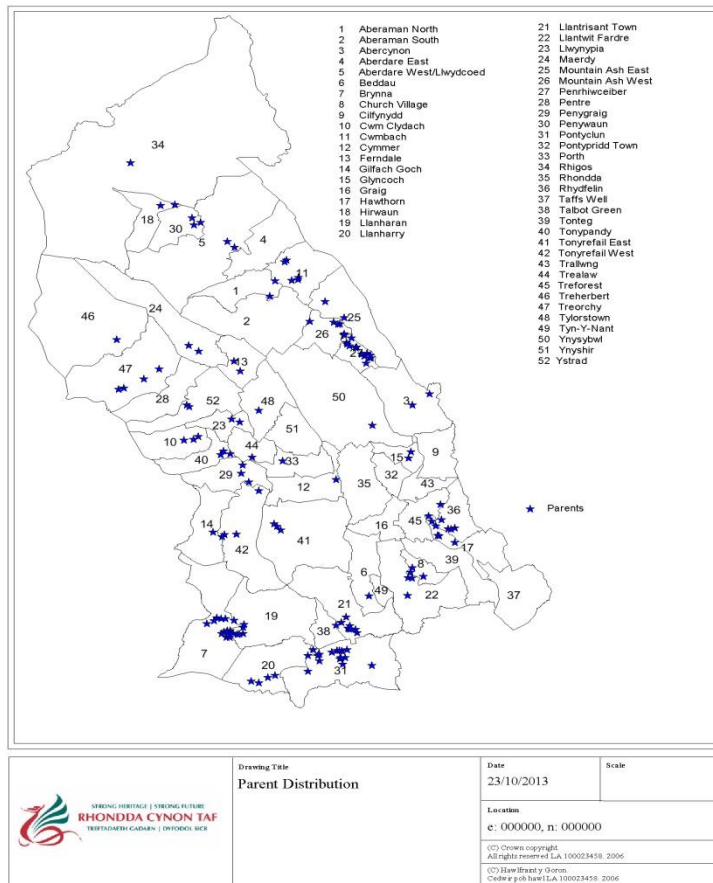 1 Aberaman North
2 Aberaman South
3 Abercynon
4 Aberdare East
5 Aberdare West/Llwydcoed
6 Beddau
7 Brynna
8 Church Village
9 Cilfynydd
10 Cwm Clydach
11 Cwmbach
12 Cymmer
13 Ferndale
14 Gilfach Goch
15 Glyncoch
16 Graig
17 Hawthorn
18 Hirwaun
19 Llanharan
20 Llanharry
21 Llantrisant Town
22 Llantwit Fardre
23 Llwynypia
24 Maerdy
25 Mountain Ash East
26 Mountain Ash West
27 Penrhiwceiber
28 Pentre
29 Penygraig
30 Penywaun
31 Pontyclun
32 Pontypridd Town
33 Porth
34 Rhigos
35 Rhondda
36 Rhydfelin
37 Taffs Well
38 Talbot Green
39 Tonteg
40 Tonypandy
41 Tonyrefail East
42 Tonyrefail West
43 Trallwng
44 Trealaw
45 Treforest
46 Treherbert
47 Treorchy
48 Tylorstown
49 Tyn-Y-Nant
50 Ynysybwl
51 Ynyshir
52 Ystrad
34
18
30
5
4
11
1
2
24
46
25
26
27
13
47
28
52
48
50
3
23
51
10
44
40
33
15
9
29
32
12
35
43
14
16
45
36
42
41
17
6
8
39
49
22
37
19
21
38
7
20
31
Parents
STRONG HERITAGE | STRONG FUTURE
RHONDDA CYNON TAF
TREFTADAETH GADARN | DYFODOL SICR
Drawing Title
Parent Distribution
Date
23/10/2013
Scale
Location
e: 000000, n: 000000
(C) Crown copyright.
All rights reserved LA 100023458. 2006
(C) Hawlfraint y Goron.
Cedwir pob hawl LA 100023458. 2006